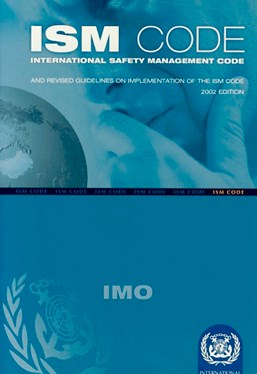 ISM CODE
INTERNATIONAL SAFETY MANAGEMENT CODE
AND REVISED GUIDELINES ON IMPLEMENTATION OF THE ISM CODE
2002 EDITION
ISM CODE ISM CODE ISM CODE ISM CODE ISM CODE ISM CODE
IMO
INTERNATIONAL